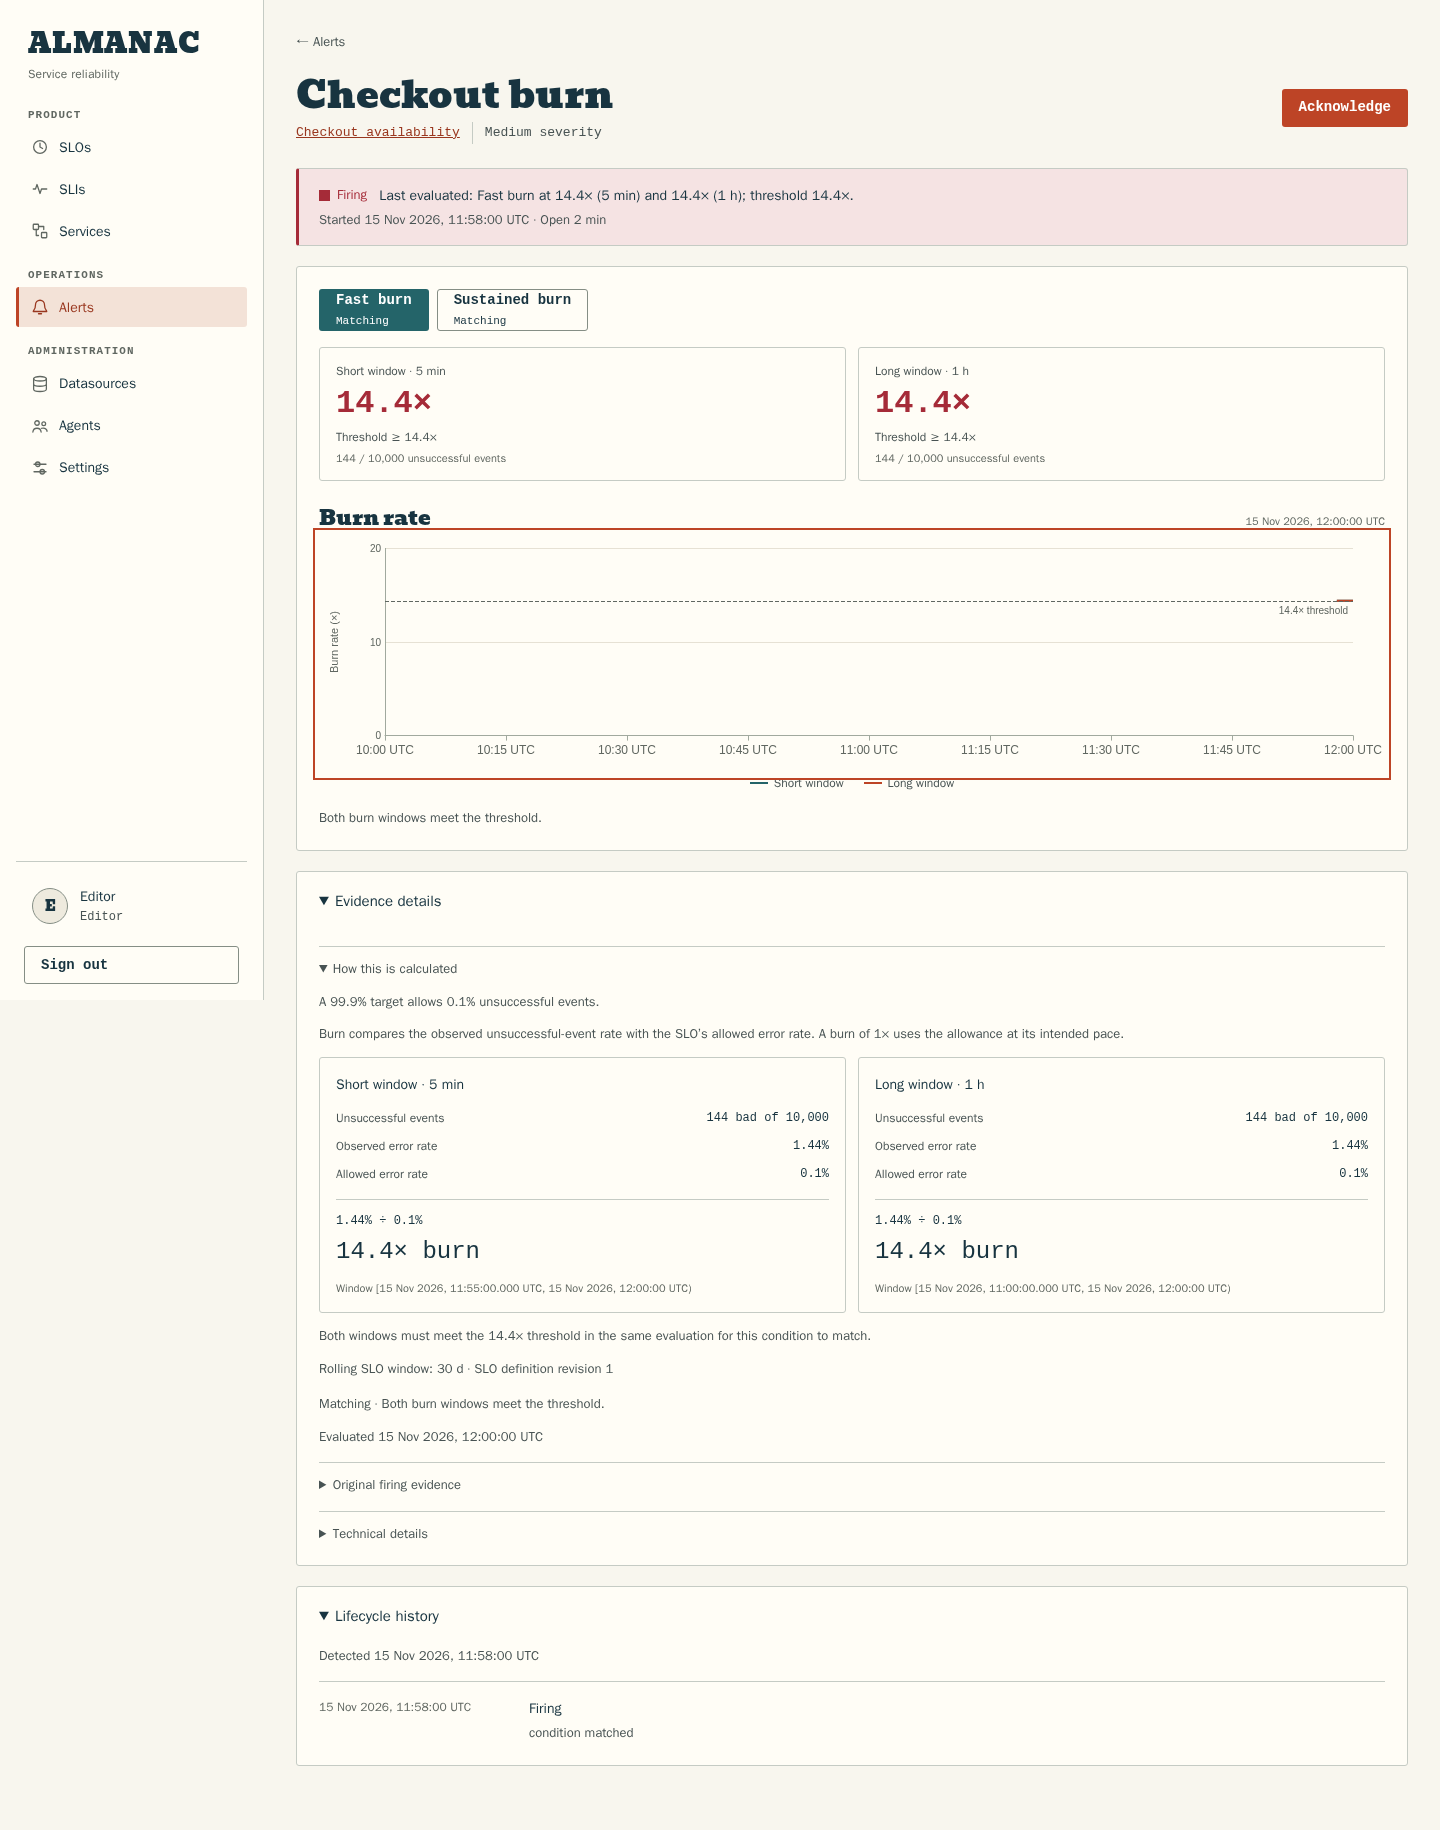 ALMANAC
Service reliability
PRODUCT
SLOs
SLIs
Services
OPERATIONS
Alerts
ADMINISTRATION
Datasources
Agents
Settings
E
Editor
Editor
Sign out
← Alerts
Checkout burn
Checkout availability
Medium severity
Acknowledge
Firing Last evaluated: Fast burn at 14.4× (5 min) and 14.4× (1 h); threshold 14.4×.
Started 15 Nov 2026, 11:58:00 UTC · Open 2 min
Fast burn
Matching
Sustained burn
Matching
Short window · 5 min
14.4×
Threshold ≥ 14.4×
144 / 10,000 unsuccessful events
Long window · 1 h
14.4×
Threshold ≥ 14.4×
144 / 10,000 unsuccessful events
Burn rate
15 Nov 2026, 12:00:00 UTC
Burn rate (×)
20
10
0
14.4× threshold
10:00 UTC 10:15 UTC 10:30 UTC 10:45 UTC 11:00 UTC 11:15 UTC 11:30 UTC 11:45 UTC 12:00 UTC
Short window Long window
Both burn windows meet the threshold.
▼ Evidence details
▼ How this is calculated
A 99.9% target allows 0.1% unsuccessful events.
Burn compares the observed unsuccessful-event rate with the SLO's allowed error rate. A burn of 1× uses the allowance at its intended pace.
Short window · 5 min
Unsuccessful events 144 bad of 10,000
Observed error rate 1.44%
Allowed error rate 0.1%
1.44% ÷ 0.1%
14.4× burn
Window [15 Nov 2026, 11:55:00.000 UTC, 15 Nov 2026, 12:00:00 UTC)
Long window · 1 h
Unsuccessful events 144 bad of 10,000
Observed error rate 1.44%
Allowed error rate 0.1%
1.44% ÷ 0.1%
14.4× burn
Window [15 Nov 2026, 11:00:00.000 UTC, 15 Nov 2026, 12:00:00 UTC)
Both windows must meet the 14.4× threshold in the same evaluation for this condition to match.
Rolling SLO window: 30 d · SLO definition revision 1
Matching · Both burn windows meet the threshold.
Evaluated 15 Nov 2026, 12:00:00 UTC
▶ Original firing evidence
▶ Technical details
▼ Lifecycle history
Detected 15 Nov 2026, 11:58:00 UTC
15 Nov 2026, 11:58:00 UTC Firing
condition matched